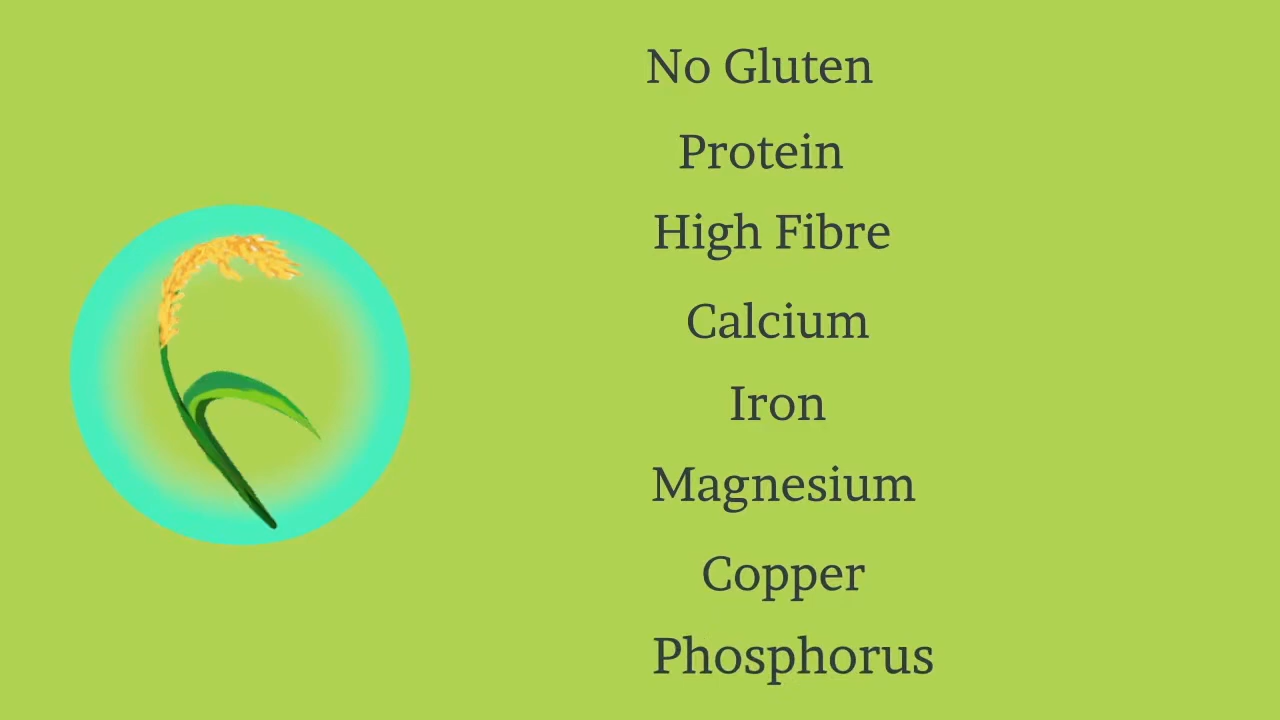 No Gluten
Protein
High Fibre
Calcium
Iron
Magnesium
Copper
Phosphorus